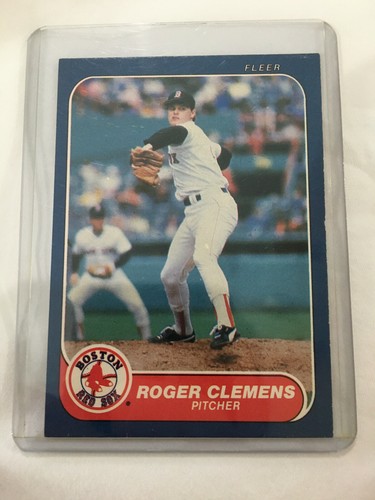 FLEER
B
BOSTON
RED SOX
®
ROGER CLEMENS
PITCHER